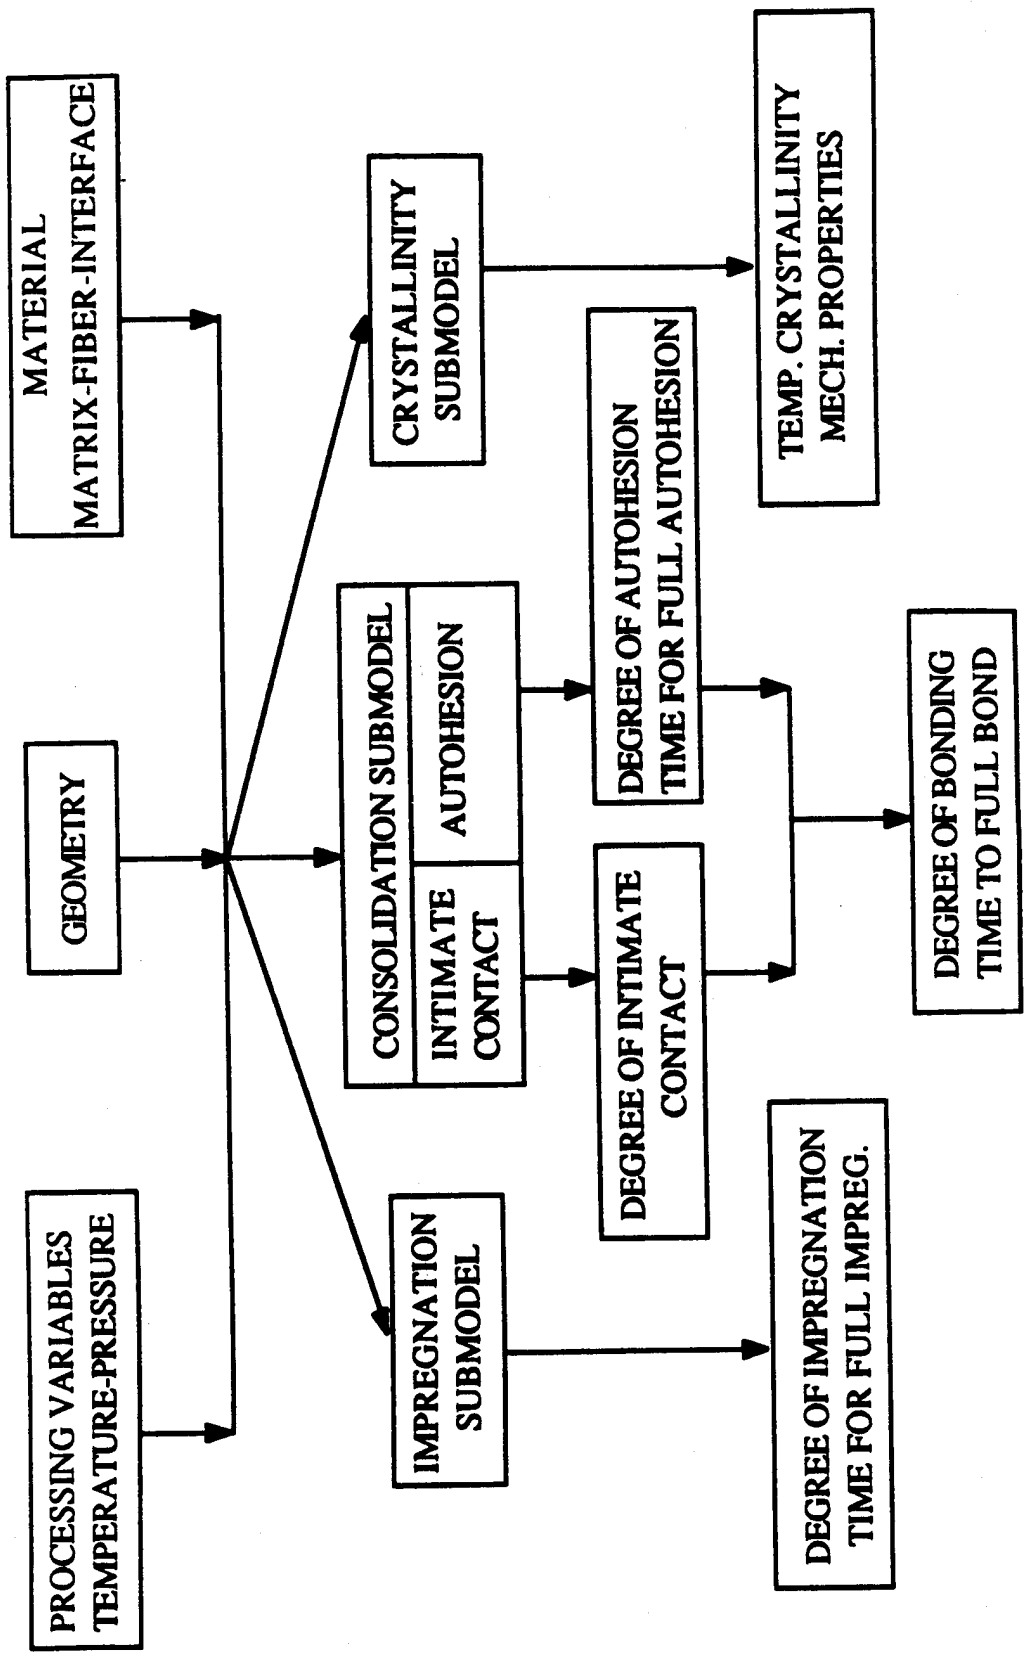 PROCESSING VARIABLES
TEMPERATURE-PRESSURE
GEOMETRY
MATERIAL
MATRIX-FIBER-INTERFACE
IMPREGNATION
SUBMODEL
CONSOLIDATION SUBMODEL
INTIMATE
CONTACT
AUTOHESION
CRYSTALLINITY
SUBMODEL
DEGREE OF INTIMATE
CONTACT
DEGREE OF AUTOHESION
TIME FOR FULL AUTOHESION
DEGREE OF IMPREGNATION
TIME FOR FULL IMPREG.
DEGREE OF BONDING
TIME TO FULL BOND
TEMP. CRYSTALLINITY
MECH. PROPERTIES